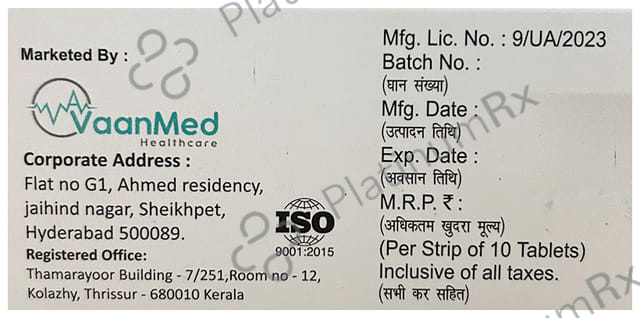 Marketed By :
VaanMed
Healthcare
Corporate Address :
Flat no G1, Ahmed residency,
jaihind nagar, Sheikhpet,
Hyderabad 500089.
Registered Office:
Thamarayoor Building - 7/251,Room no - 12,
Kolazhy, Thrissur - 680010 Kerala
ISO
9001:2015
Mfg. Lic. No. : 9/UA/2023
Batch No. :
(घान संख्या)
Mfg. Date :
(उत्पादन तिथि)
Exp. Date :
(अवसान तिथि)
M.R.P. ₹ :
(अधिकतम खुदरा मूल्य)
(Per Strip of 10 Tablets)
Inclusive of all taxes.
(सभी कर सहित)
PlatinumRx
PlatinumRx
PlatinumRx